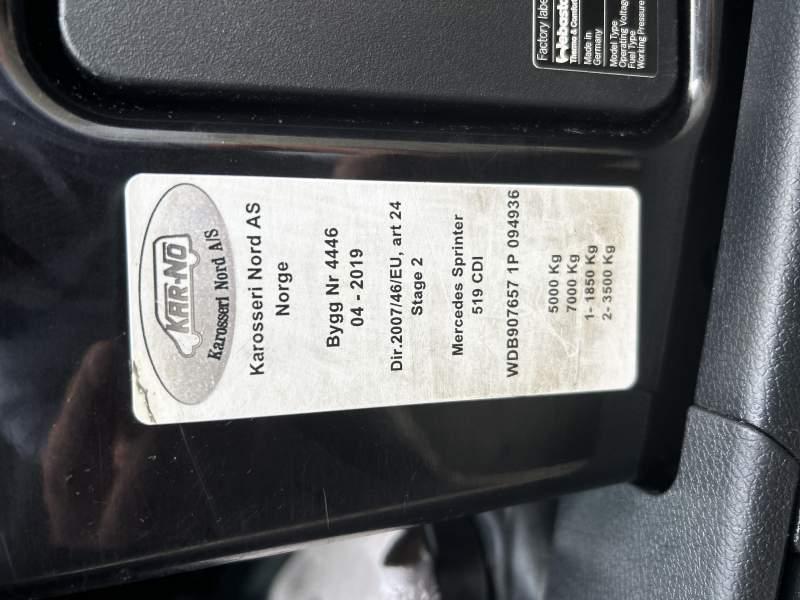 Factory label
Webasto
Thermo & Comfort
Made in
Germany
Model Type
Operating Voltage
Fuel Type
Working Pressure
KAR-NO
Karosseri Nord A/S
Karosseri Nord AS
Norge
Bygg Nr 4446
04 - 2019
Dir.2007/46/EU, art 24
Stage 2
Mercedes Sprinter
519 CDI
WDB907657 1P 094936
5000 Kg
7000 Kg
1- 1850 Kg
2- 3500 Kg